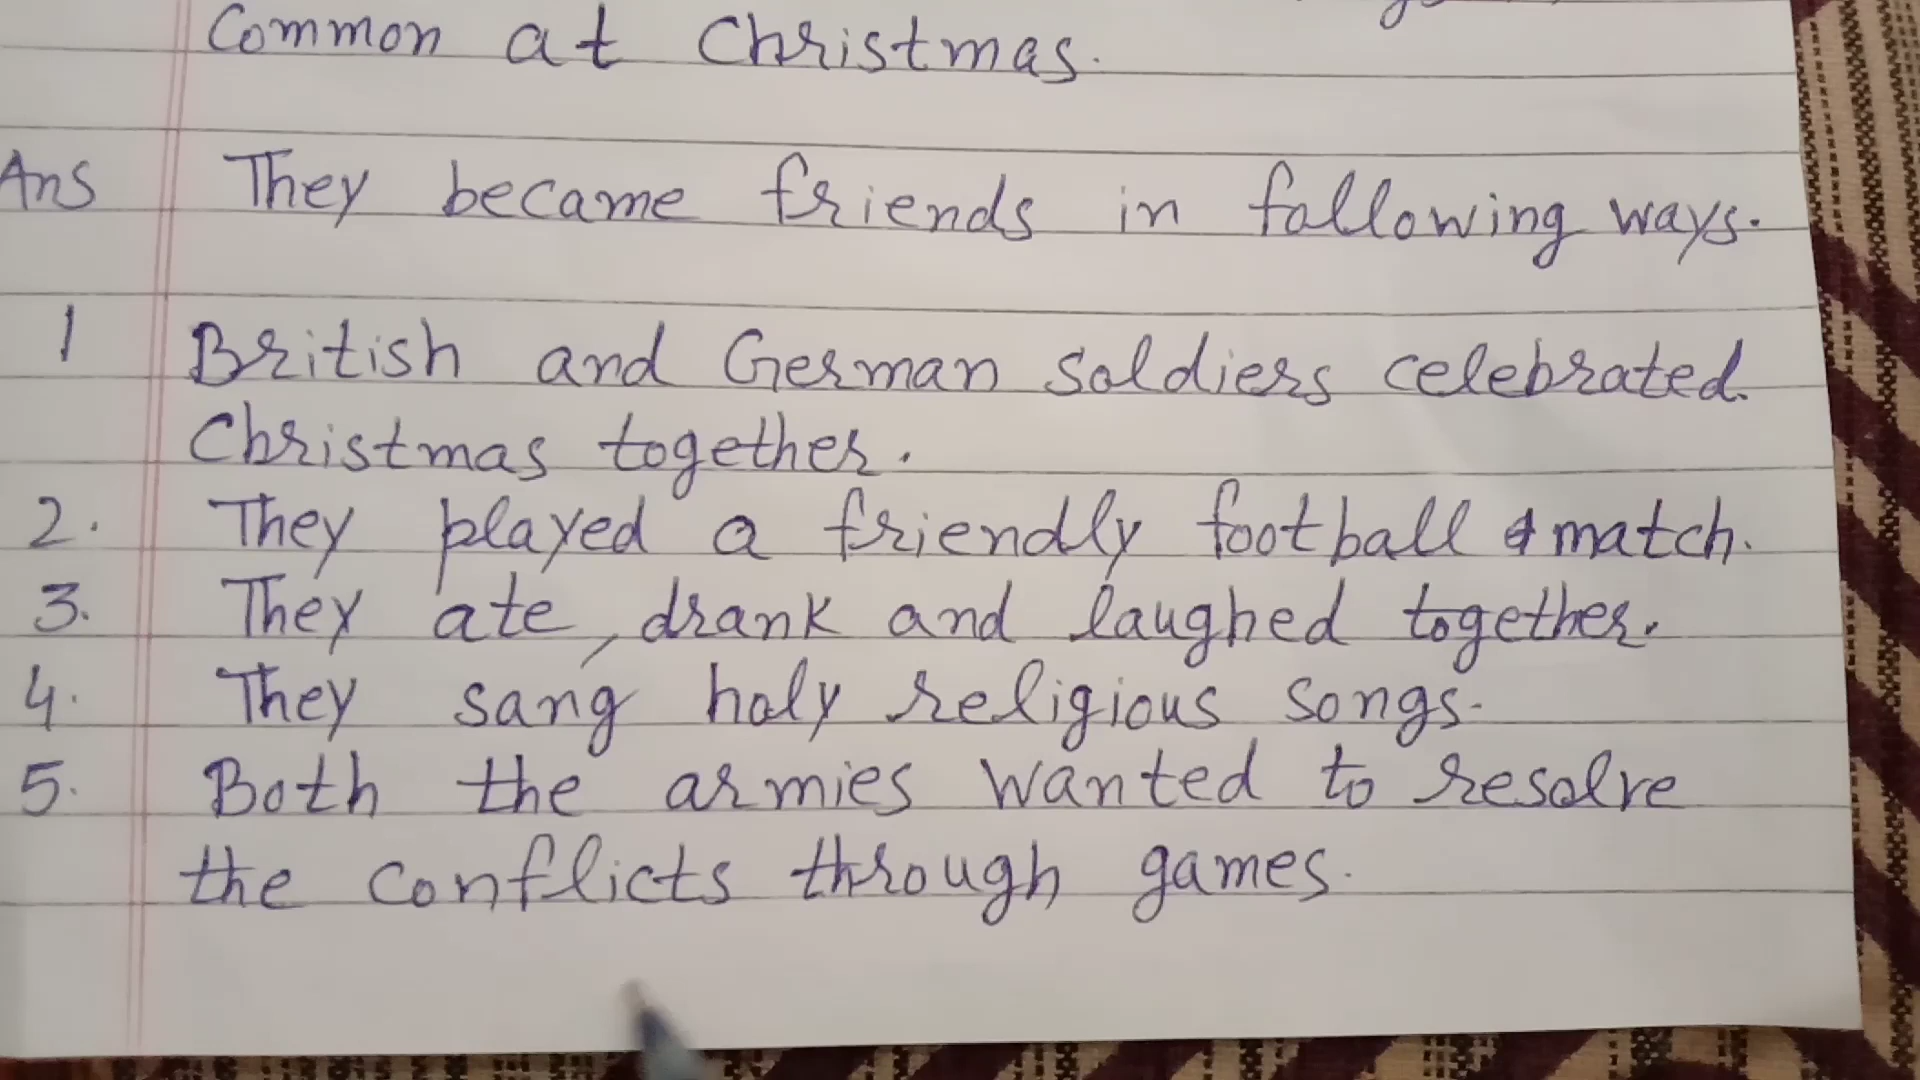 Common at Christmas.
Ans They became friends in following ways.
1 British and German soldiers celebrated.
Christmas together.
2. They played a friendly football match.
3. They ate, drank and laughed together.
4. They sang holy religious songs.
5. Both the armies wanted to resolve
the conflicts through games.